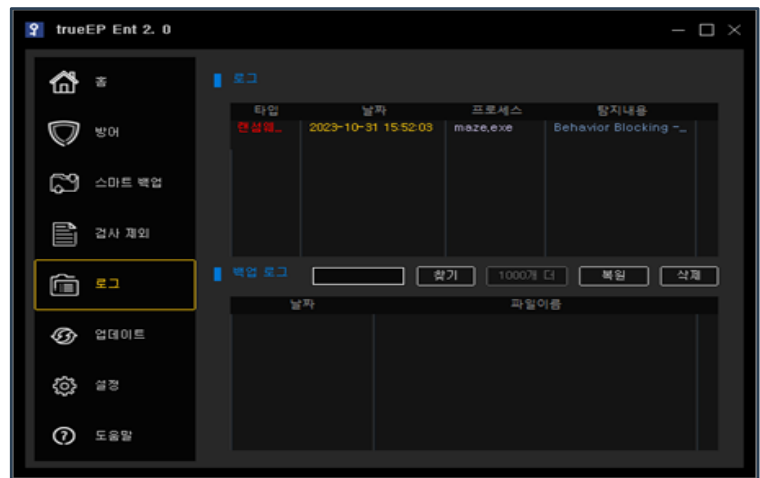 trueEP Ent 2. 0
홈
방어
스마트 백업
검사 제외
로그
업데이트
설정
도움말
로그
타입 날짜 프로세스 탐지내용
랜섬웨... 2023-10-31 15:52:03 maze.exe Behavior Blocking -...
백업 로그 찾기 1000개 더 복원 삭제
날짜 파일이름